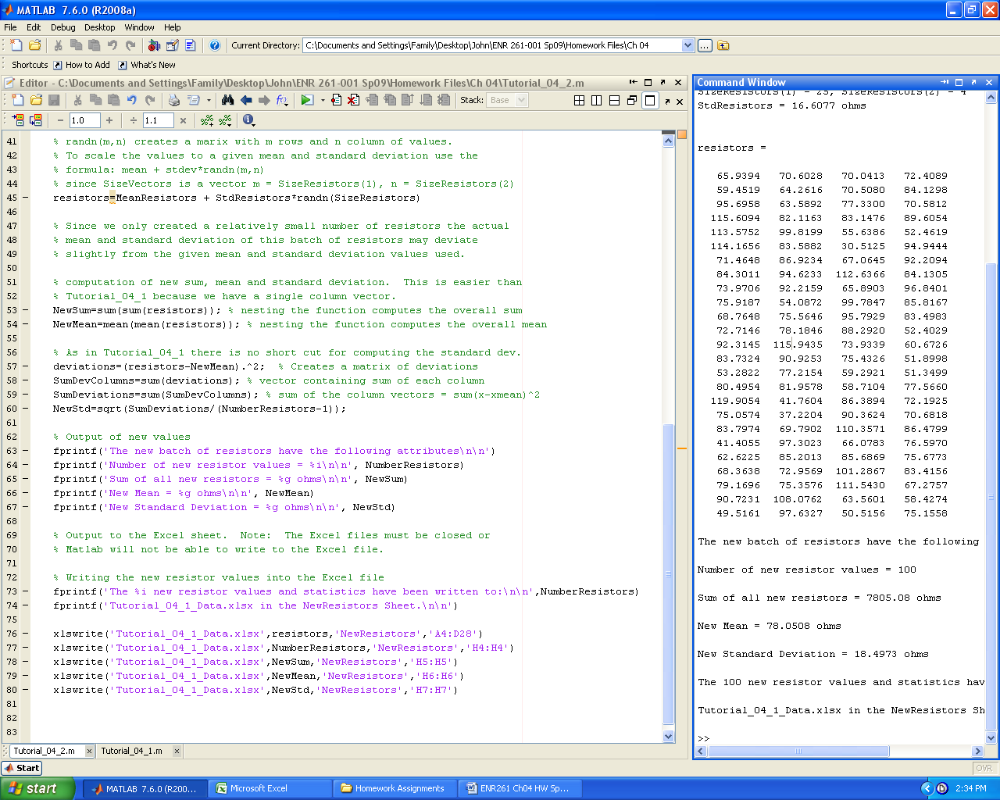 MATLAB 7.6.0 (R2008a)
File Edit Debug Desktop Window Help
Current Directory: C:\Documents and Settings\Family\Desktop\John\ENR 261-001 Sp09\Homework Files\Ch 04
Shortcuts How to Add What's New
Editor - C:\Documents and Settings\Family\Desktop\John\ENR 261-001 Sp09\Homework Files\Ch 04\Tutorial_04_2.m
Stack: Base
− 1.0 + ÷ 1.1 ×
41 % randn(m,n) creates a marix with m rows and n column of values.
42 % To scale the values to a given mean and standard deviation use the
43 % formula: mean + stdev*randn(m,n)
44 % since SizeVectors is a vector m = SizeResistors(1), n = SizeResistors(2)
45 – resistors=MeanResistors + StdResistors*randn(SizeResistors)
46
47 % Since we only created a relatively small number of resistors the actual
48 % mean and standard deviation of this batch of resistors may deviate
49 % slightly from the given mean and standard deviation values used.
50
51 % computation of new sum, mean and standard deviation.  This is easier than
52 % Tutorial_04_1 because we have a single column vector.
53 – NewSum=sum(sum(resistors)); % nesting the function computes the overall sum
54 – NewMean=mean(mean(resistors)); % nesting the function computes the overall mean
55
56 % As in Tutorial_04_1 there is no short cut for computing the standard dev.
57 – deviations=(resistors-NewMean).^2;  % Creates a matrix of deviations
58 – SumDevColumns=sum(deviations); % vector containing sum of each column
59 – SumDeviations=sum(SumDevColumns); % sum of the column vectors = sum(x-xmean)^2
60 – NewStd=sqrt(SumDeviations/(NumberResistors-1));
61
62 % Output of new values
63 – fprintf('The new batch of resistors have the following attributes\n\n')
64 – fprintf('Number of new resistor values = %i\n\n', NumberResistors)
65 – fprintf('Sum of all new resistors = %g ohms\n\n', NewSum)
66 – fprintf('New Mean = %g ohms\n\n', NewMean)
67 – fprintf('New Standard Deviation = %g ohms\n\n', NewStd)
68
69 % Output to the Excel sheet.  Note:  The Excel files must be closed or
70 % Matlab will not be able to write to the Excel file.
71
72 % Writing the new resistor values into the Excel file
73 – fprintf('The %i new resistor values and statistics have been written to:\n\n',NumberResistors)
74 – fprintf('Tutorial_04_1_Data.xlsx in the NewResistors Sheet.\n\n')
75
76 – xlswrite('Tutorial_04_1_Data.xlsx',resistors,'NewResistors','A4:D28')
77 – xlswrite('Tutorial_04_1_Data.xlsx',NumberResistors,'NewResistors','H4:H4')
78 – xlswrite('Tutorial_04_1_Data.xlsx',NewSum,'NewResistors','H5:H5')
79 – xlswrite('Tutorial_04_1_Data.xlsx',NewMean,'NewResistors','H6:H6')
80 – xlswrite('Tutorial_04_1_Data.xlsx',NewStd,'NewResistors','H7:H7')
81
82
83
Tutorial_04_2.m × Tutorial_04_1.m ×
Command Window
SizeResistors(1) = 25, SizeResistors(2) = 4
StdResistors = 16.6077 ohms
resistors =
65.9394 70.6028 70.0413 72.4089
59.4519 64.2616 70.5080 84.1298
95.6958 63.5892 77.3300 70.5812
115.6094 82.1163 83.1476 89.6054
113.5752 99.8199 55.6386 52.4619
114.1656 83.5882 30.5125 94.9444
71.4648 86.9234 67.0645 92.2094
84.3011 94.6233 112.6366 84.1305
73.9706 92.2159 65.8903 96.8401
75.9187 54.0872 99.7847 85.8167
68.7648 75.5646 95.7929 83.4983
72.7146 78.1846 88.2920 52.4029
92.3145 115.9435 73.9339 60.6726
83.7324 90.9253 75.4326 51.8998
53.2822 77.2154 59.2921 51.3499
80.4954 81.9578 58.7104 77.5660
119.9054 41.7604 86.3894 72.1925
75.0574 37.2204 90.3624 70.6818
83.7974 69.7902 110.3571 86.4799
41.4055 97.3023 66.0783 76.5970
62.6225 85.2013 85.6869 75.6773
68.3638 72.9569 101.2867 83.4156
79.1696 75.3576 111.5430 67.2757
90.7231 108.0762 63.5601 58.4274
49.5161 97.6327 50.5156 75.1558
The new batch of resistors have the following
Number of new resistor values = 100
Sum of all new resistors = 7805.08 ohms
New Mean = 78.0508 ohms
New Standard Deviation = 18.4973 ohms
The 100 new resistor values and statistics hav
Tutorial_04_1_Data.xlsx in the NewResistors Sh
>>
Start OVR
start MATLAB 7.6.0 (R200... Microsoft Excel Homework Assignments ENR261 Ch04 HW Sp... 2:34 PM